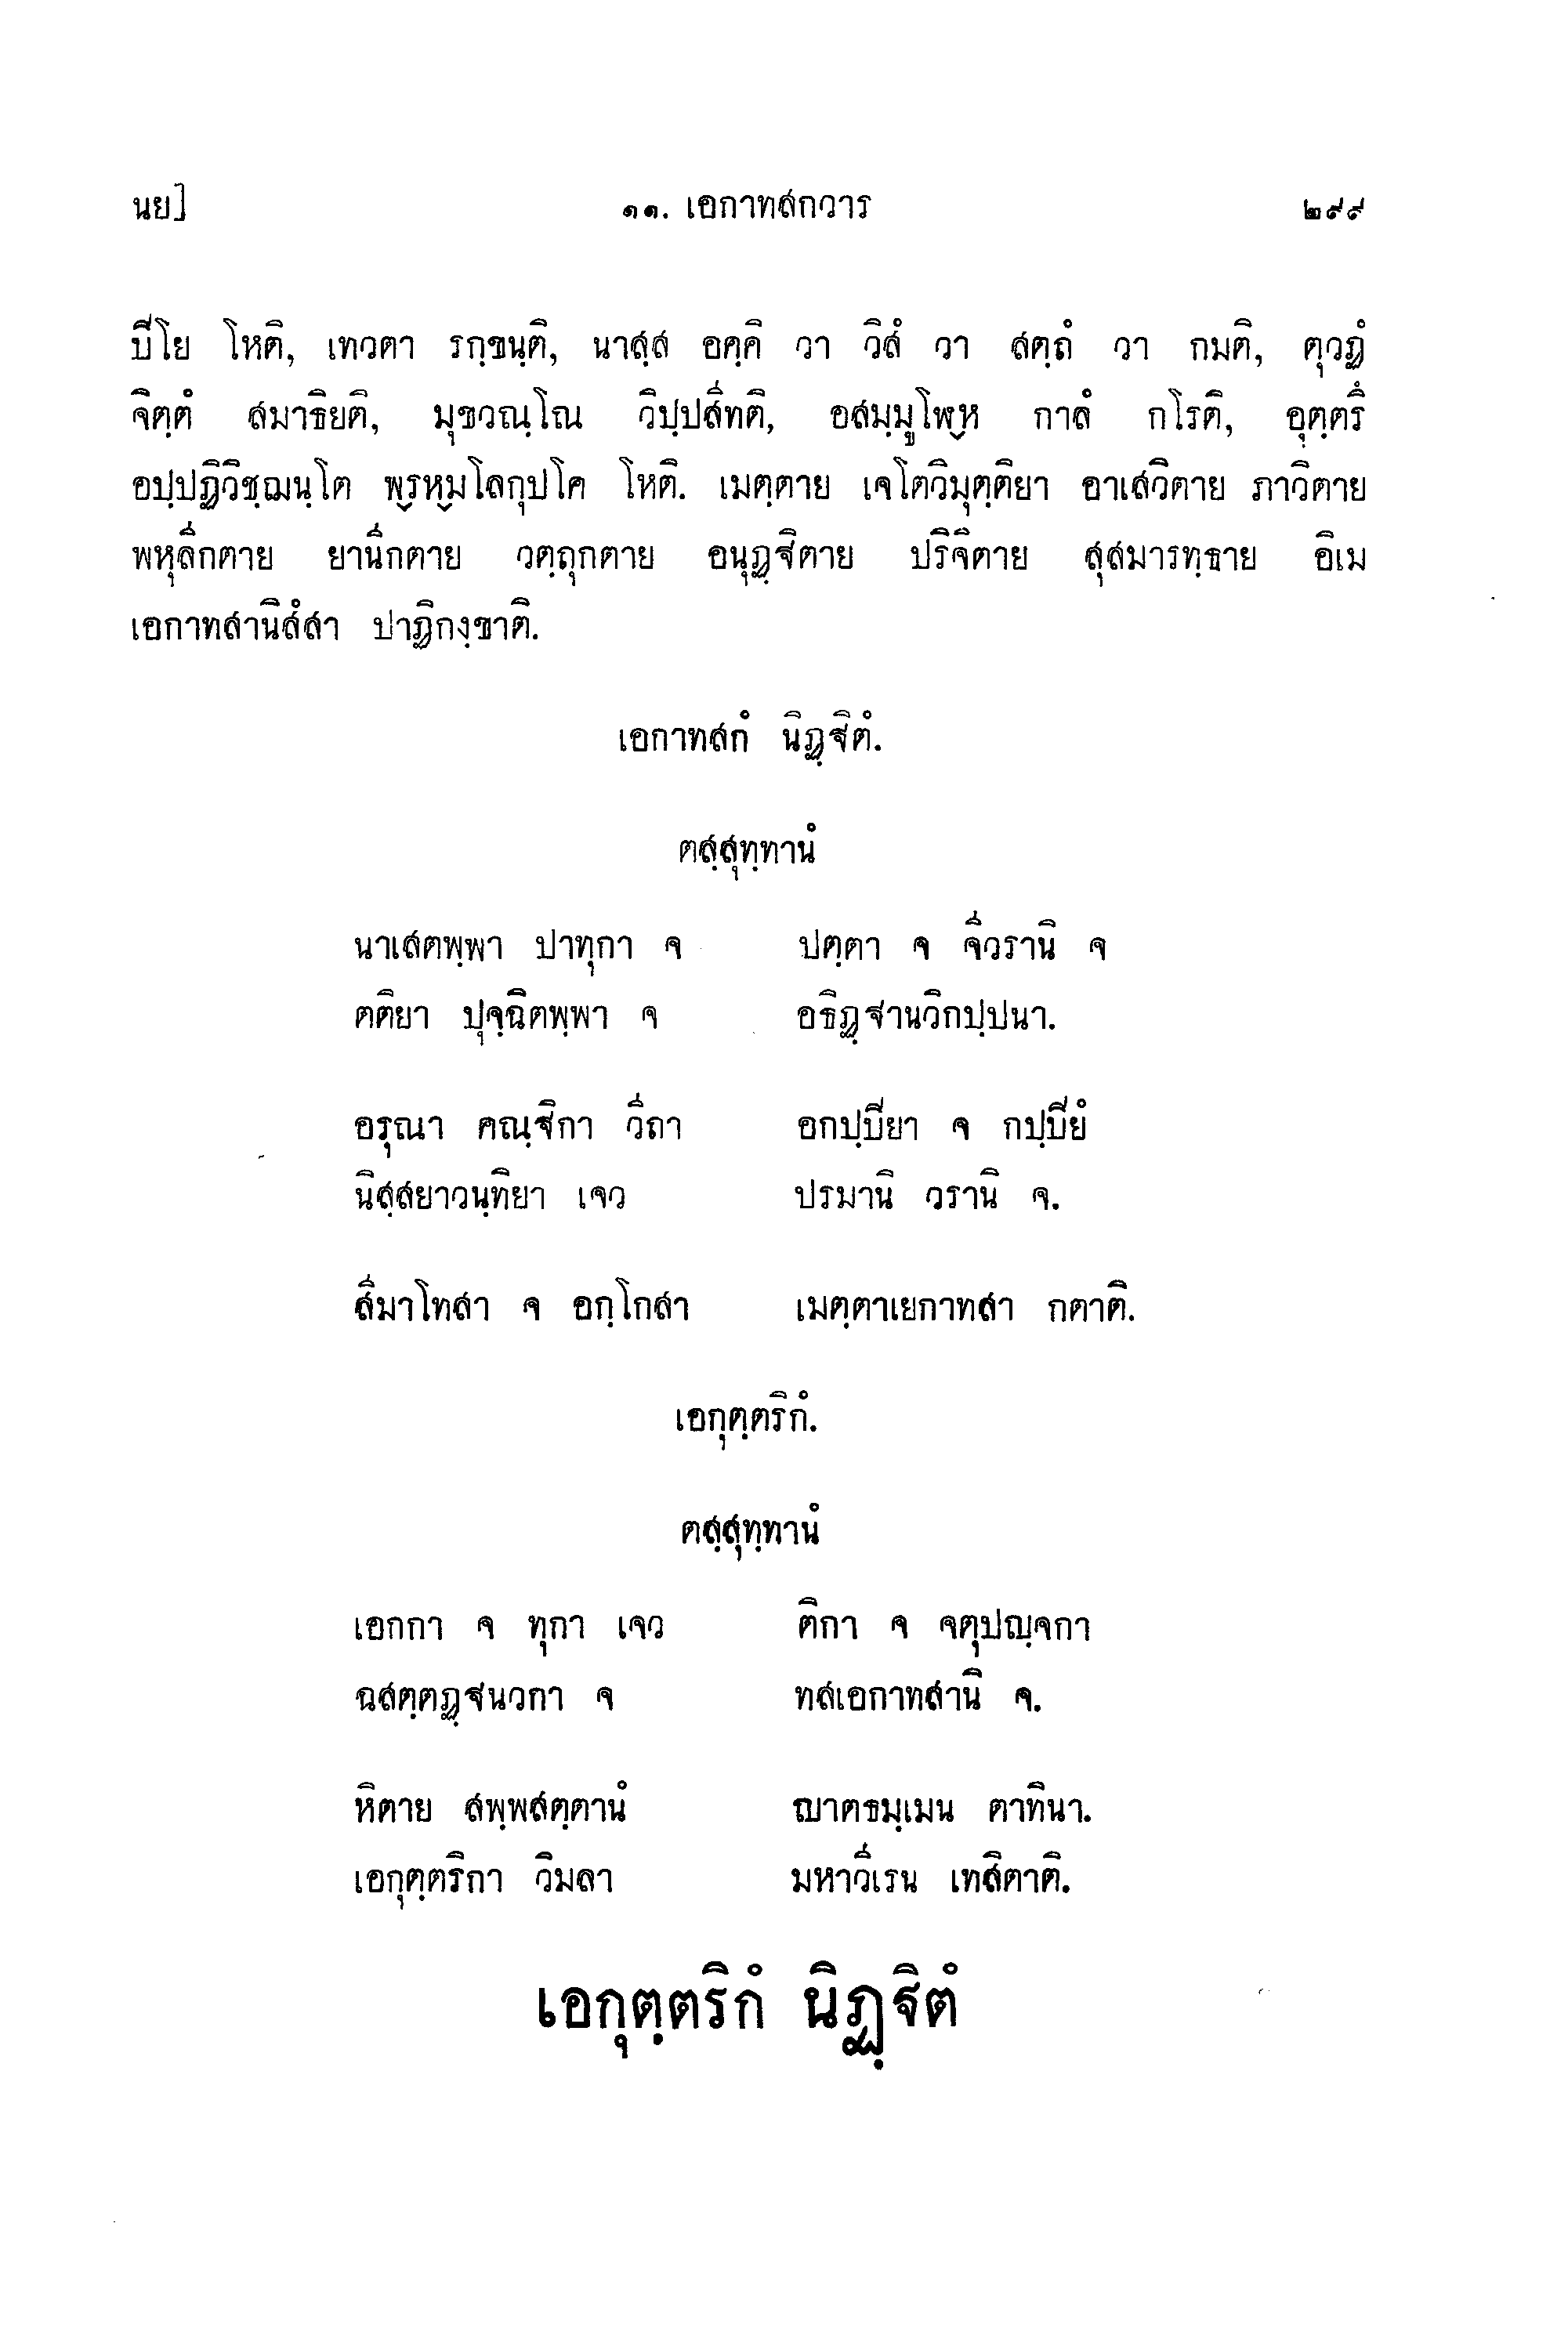 นย] ๑๑. เอกาทสกวาร ๒๙๙
ปิโย โหติ, เทวตา รกฺขนฺติ, นาสฺส อคฺคิ วา วิสํ วา สตฺถํ วา กมติ, ตุวฏํ
จิตฺตํ สมาธิยติ, มุขวณฺโณ วิปฺปสีทติ, อสมฺมูโฬฺห กาลํ กโรติ, อุตฺตรึ
อปฺปฏิวิชฺฌนฺโต พฺรหฺมโลกุปโค โหติ. เมตฺตาย เจโตวิมุตฺติยา อาเสวิตาย ภาวิตาย
พหุลีกตาย ยานีกตาย วตฺถุกตาย อนุฏฺฐิตาย ปริจิตาย สุสมารทฺธาย อิเม
เอกาทสานิสํสา ปาฏิกงฺขาติ.
เอกาทสกํ นิฏฺฐิตํ.
ตสฺสุทฺทานํ
นาเสตพฺพา ปาทุกา จ ปตฺตา จ จีวรานิ จ
ตติยา ปุจฺฉิตพฺพา จ อธิฏฺฐานวิกปฺปนา.
อรุณา คณฺฐิกา วีถา อกปฺปิยา จ กปฺปิยํ
นิสฺสยาวนฺทิยา เจว ปรมานิ วรานิ จ.
สีมาโทสา จ อกฺโกสา เมตฺตาเยกาทสา กตาติ.
เอกุตฺตริกํ.
ตสฺสุทฺทานํ
เอกกา จ ทุกา เจว ติกา จ จตุปญฺจกา
ฉสตฺตฏฺฐนวกา จ ทสเอกาทสานิ จ.
หิตาย สพฺพสตฺตานํ ญาตธมฺเมน ตาทินา.
เอกุตฺตริกา วิมลา มหาวีเรน เทสิตาติ.
เอกุตฺตริกํ นิฏฺฐิตํ